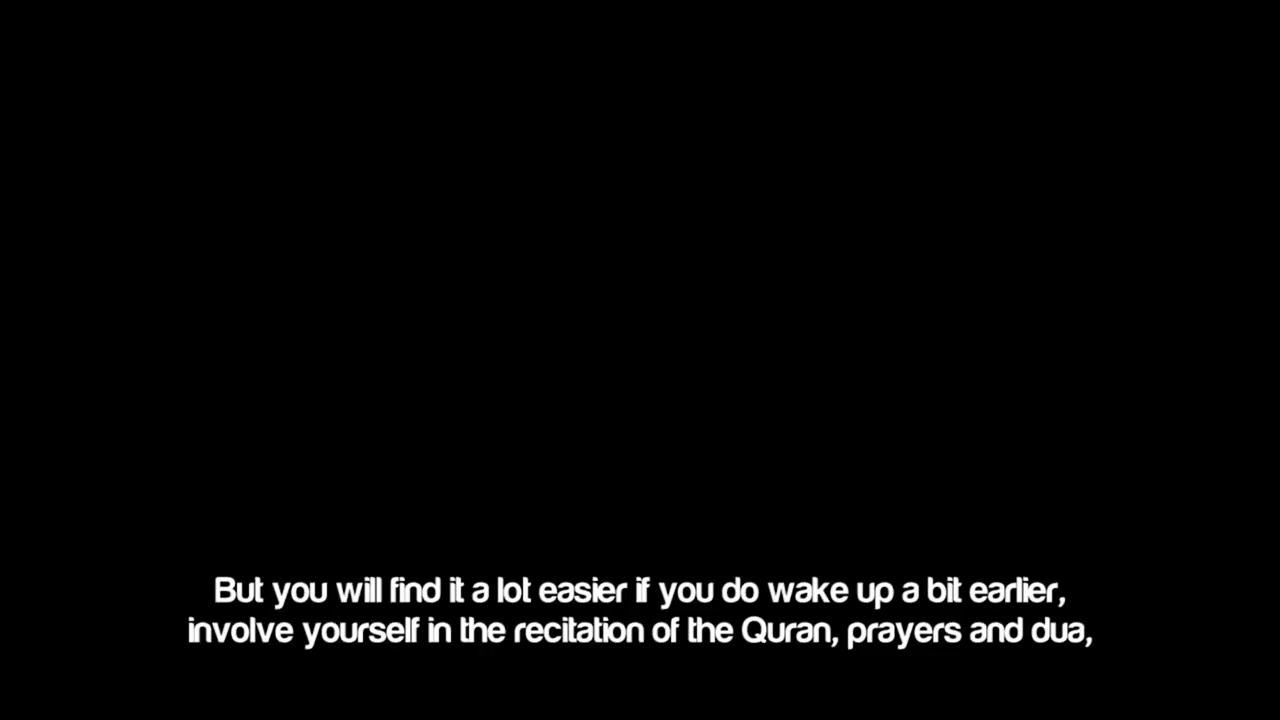 But you will find it a lot easier if you do wake up a bit earlier,
involve yourself in the recitation of the Quran, prayers and dua,